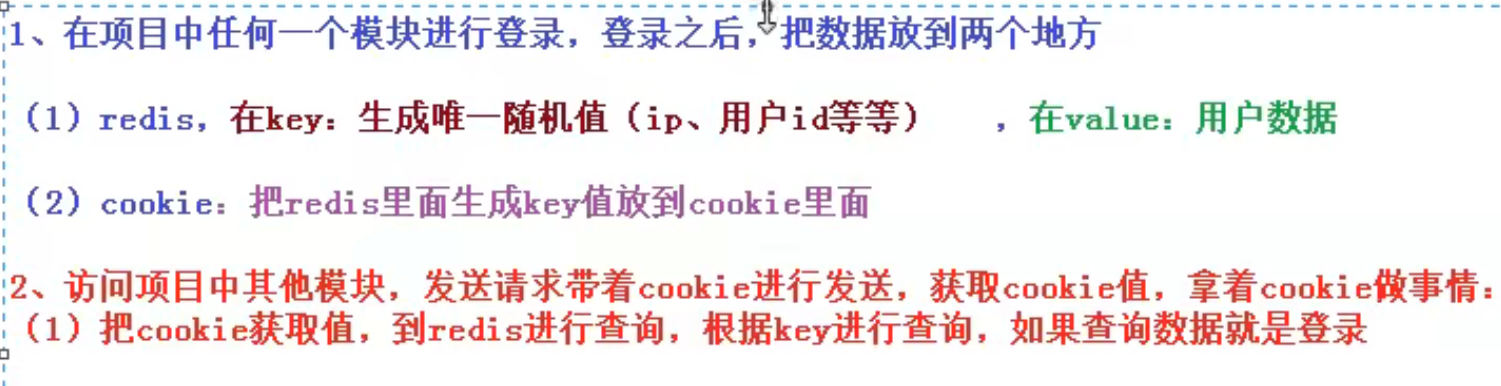 1、在项目中任何一个模块进行登录，登录之后，把数据放到两个地方
（1）redis，在key：生成唯一随机值（ip、用户id等等） ，在value：用户数据
（2）cookie：把redis里面生成key值放到cookie里面
2、访问项目中其他模块，发送请求带着cookie进行发送，获取cookie值，拿着cookie做事情：
（1）把cookie获取值，到redis进行查询，根据key进行查询，如果查询数据就是登录